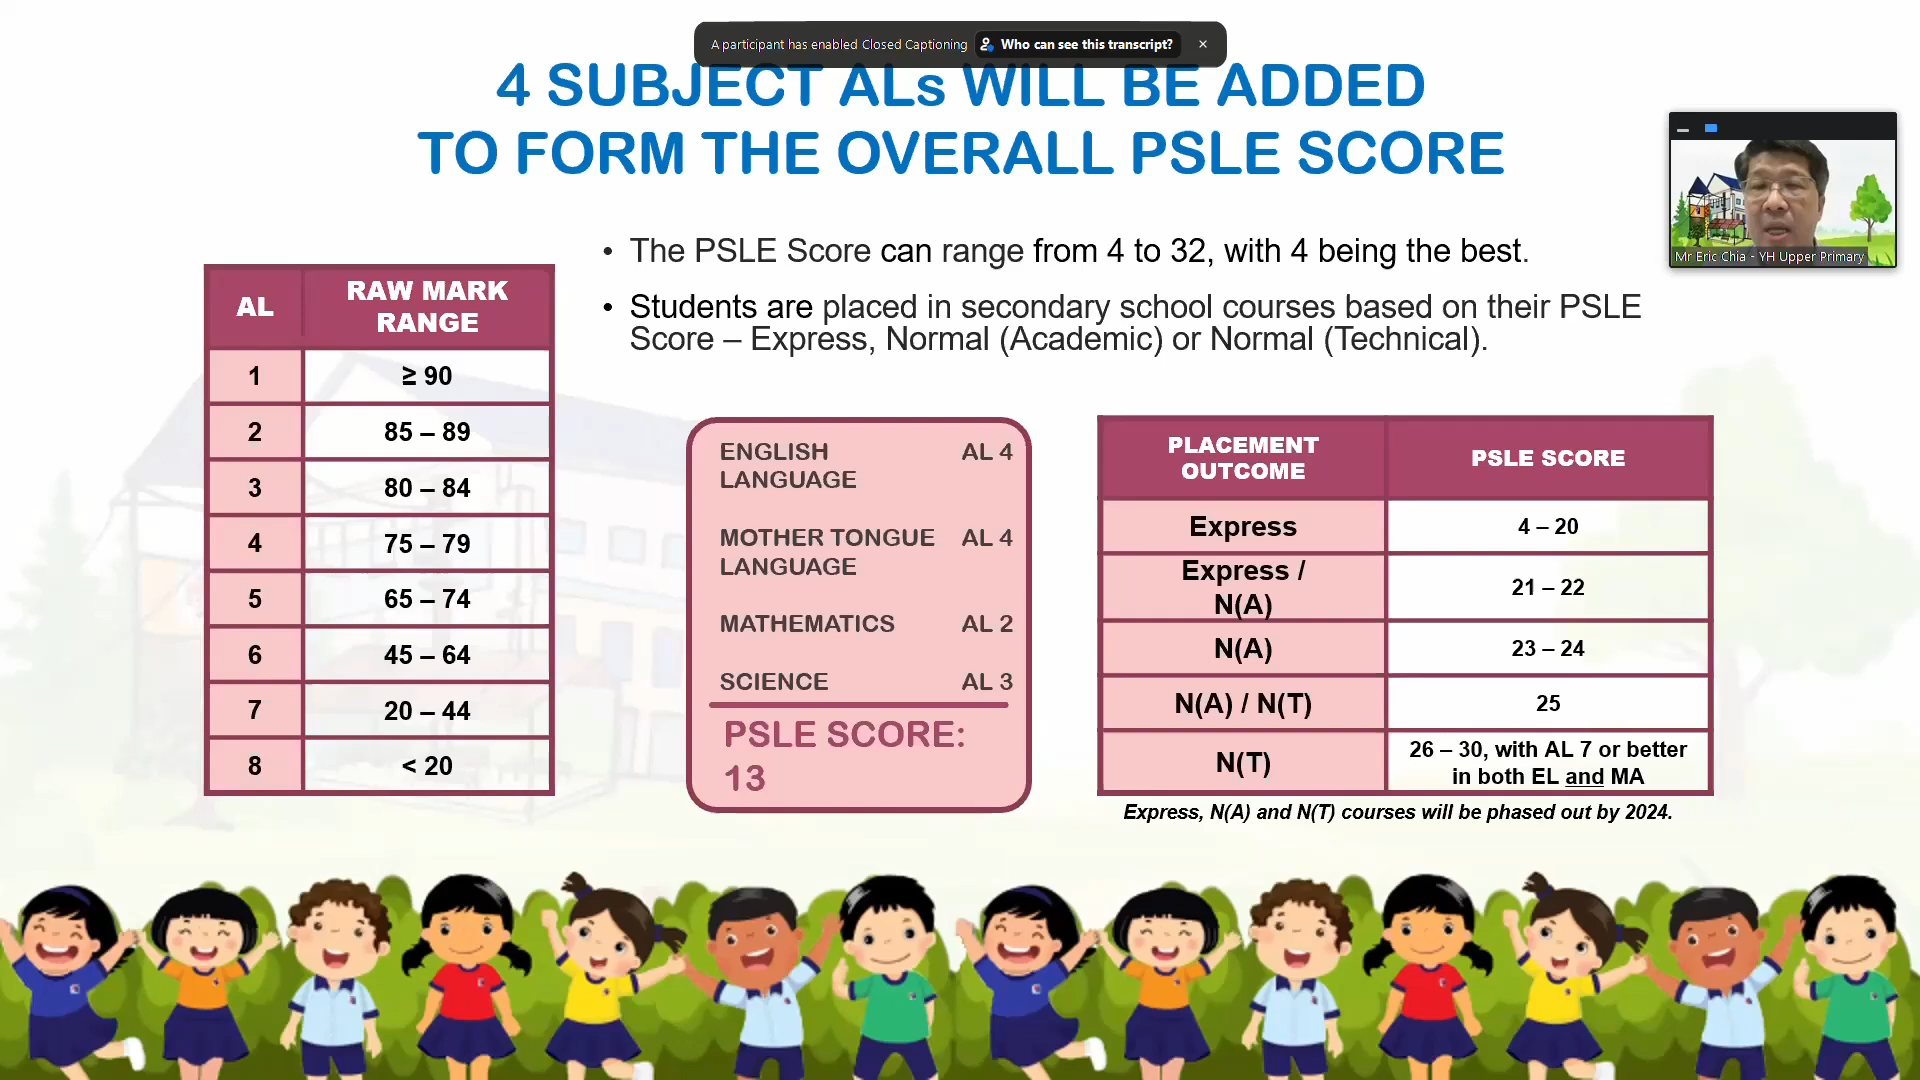 A participant has enabled Closed Captioning Who can see this transcript? ×
4 SUBJECT ALs WILL BE ADDED
TO FORM THE OVERALL PSLE SCORE
Mr Eric Chia - YH Upper Primary
• The PSLE Score can range from 4 to 32, with 4 being the best.
• Students are placed in secondary school courses based on their PSLE
Score – Express, Normal (Academic) or Normal (Technical).
AL RAW MARK
RANGE
1 ≥ 90
2 85 – 89
3 80 – 84
4 75 – 79
5 65 – 74
6 45 – 64
7 20 – 44
8 < 20
ENGLISH AL 4
LANGUAGE
MOTHER TONGUE AL 4
LANGUAGE
MATHEMATICS AL 2
SCIENCE AL 3
PSLE SCORE:
13
PLACEMENT
OUTCOME PSLE SCORE
Express 4 – 20
Express /
N(A) 21 – 22
N(A) 23 – 24
N(A) / N(T) 25
N(T) 26 – 30, with AL 7 or better
in both EL and MA
Express, N(A) and N(T) courses will be phased out by 2024.